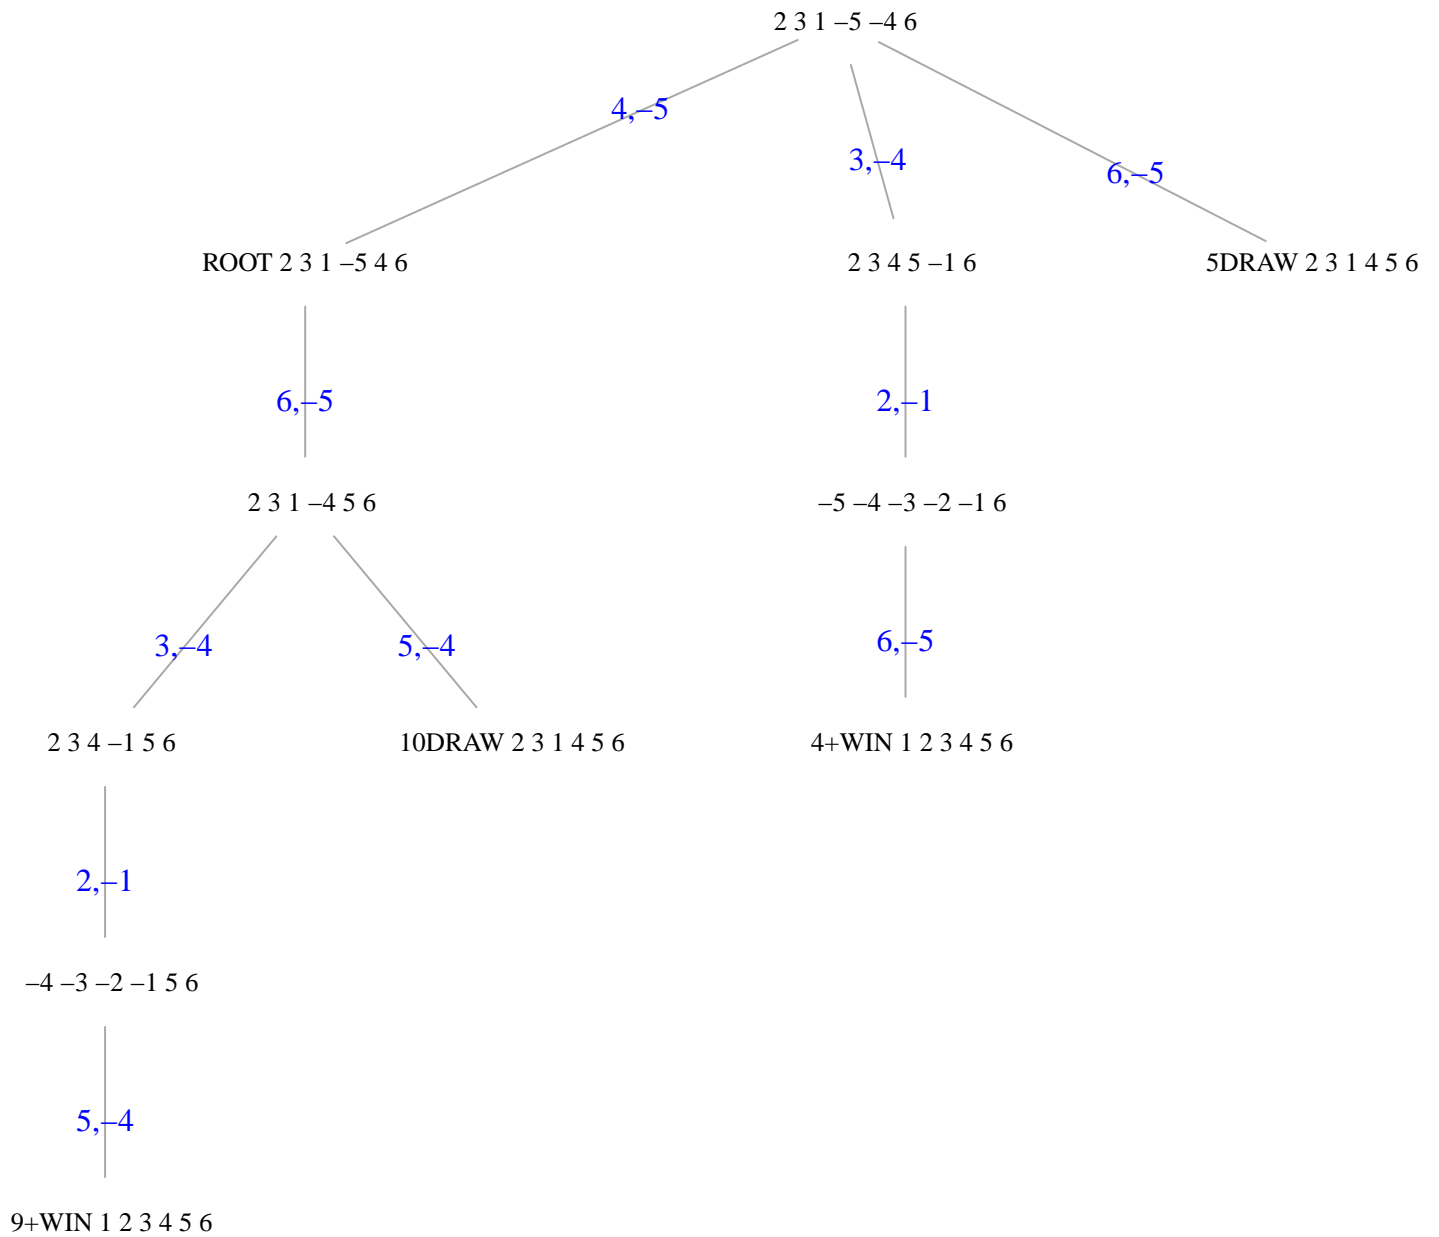 2 3 1 –5 –4 6
4,–5
3,–4
6,–5
ROOT 2 3 1 –5 4 6
2 3 4 5 –1 6
5DRAW 2 3 1 4 5 6
6,–5
2,–1
2 3 1 –4 5 6
–5 –4 –3 –2 –1 6
3,–4
5,–4
6,–5
2 3 4 –1 5 6
10DRAW 2 3 1 4 5 6
4+WIN 1 2 3 4 5 6
2,–1
–4 –3 –2 –1 5 6
5,–4
9+WIN 1 2 3 4 5 6